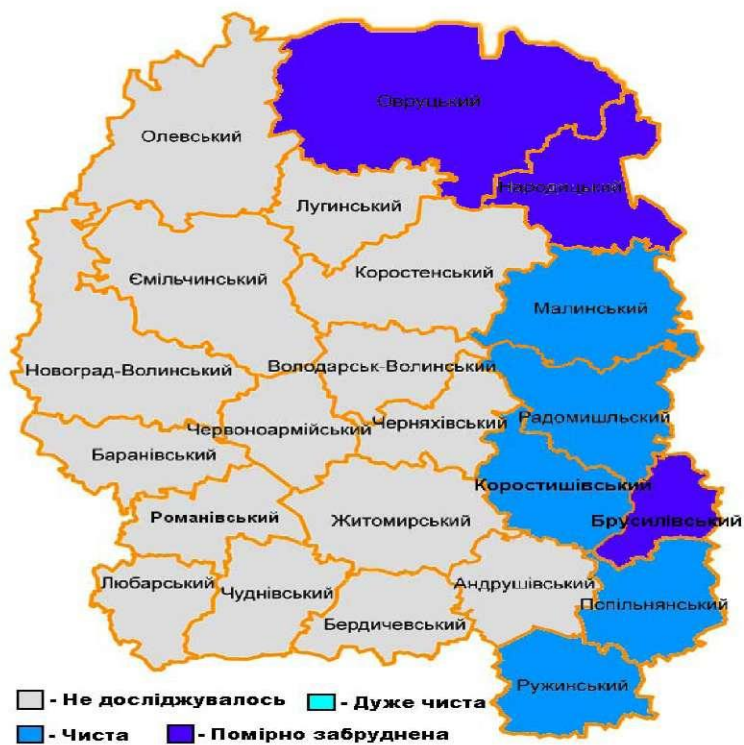 Овруцький
Олевський
Народицький
Лугинський
Коростенський
Ємільчинський
Малинський
Володарськ-Волинський
Новоград-Волинський
Радомишльский
Черняхівський
Червоноармійський
Баранівський
Коростишівський
Романівський
Житомирський
Брусилівський
Любарський
Чуднівський
Андрушівський
Попільнянський
Бердичевський
Ружинський
- Не досліджувалось
- Дуже чиста
- Чиста
- Помірно забруднена